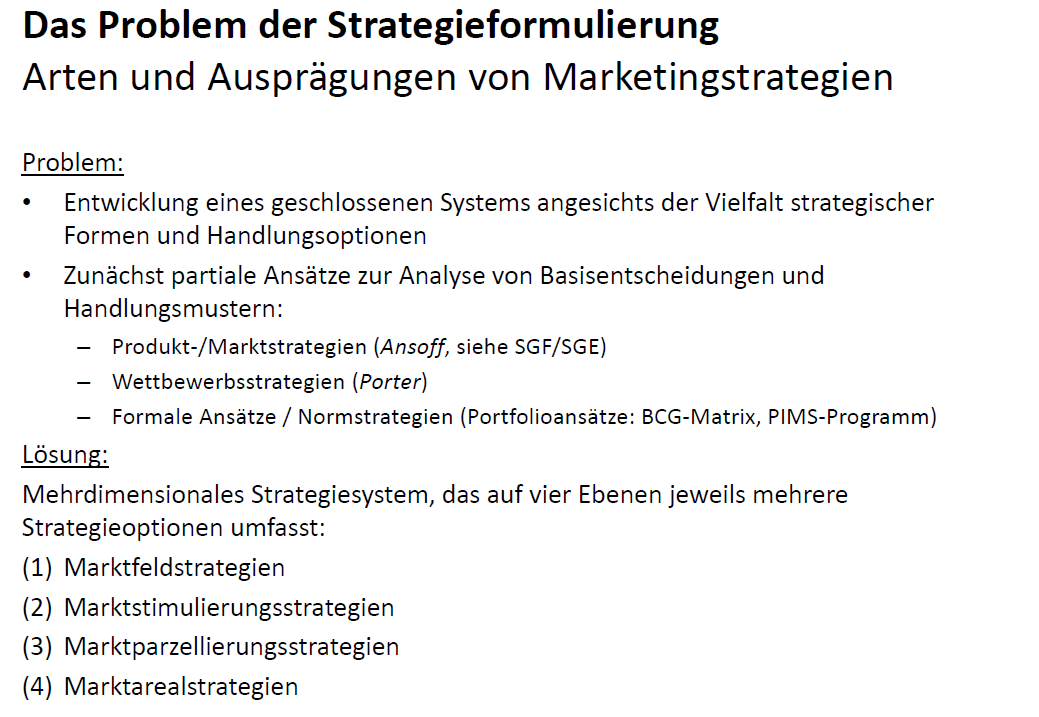 Das Problem der Strategieformulierung
Arten und Ausprägungen von Marketingstrategien
Problem:
• Entwicklung eines geschlossenen Systems angesichts der Vielfalt strategischer
Formen und Handlungsoptionen
• Zunächst partiale Ansätze zur Analyse von Basisentscheidungen und
Handlungsmustern:
– Produkt-/Marktstrategien (Ansoff, siehe SGF/SGE)
– Wettbewerbsstrategien (Porter)
– Formale Ansätze / Normstrategien (Portfolioansätze: BCG-Matrix, PIMS-Programm)
Lösung:
Mehrdimensionales Strategiesystem, das auf vier Ebenen jeweils mehrere
Strategieoptionen umfasst:
(1) Marktfeldstrategien
(2) Marktstimulierungsstrategien
(3) Marktparzellierungsstrategien
(4) Marktarealstrategien